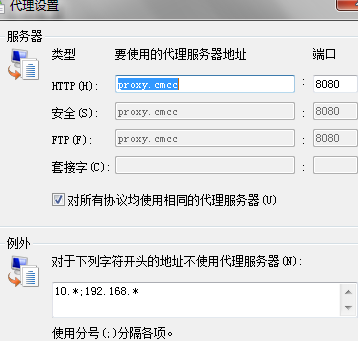 代理设置
服务器
类型 要使用的代理服务器地址 端口
HTTP(H): proxy.cmcc : 8080
安全(S): proxy.cmcc : 8080
FTP(F): proxy.cmcc : 8080
套接字(C): :
对所有协议均使用相同的代理服务器(U)
例外
对于下列字符开头的地址不使用代理服务器(N):
10.*;192.168.*
使用分号(;)分隔各项。